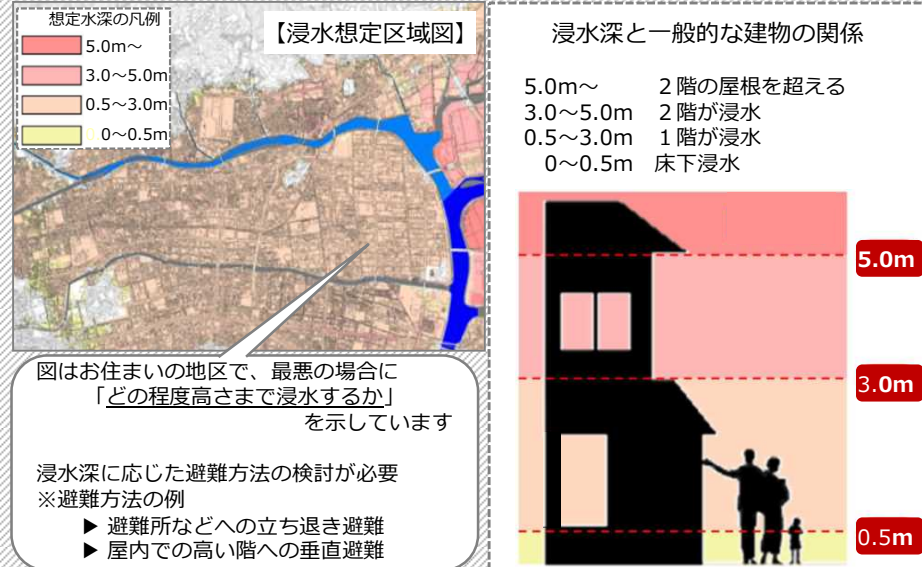 想定水深の凡例
5.0m～
3.0～5.0m
0.5～3.0m
0～0.5m
【浸水想定区域図】
図はお住まいの地区で、最悪の場合に
「どの程度高さまで浸水するか」
を示しています
浸水深に応じた避難方法の検討が必要
※避難方法の例
▶ 避難所などへの立ち退き避難
▶ 屋内での高い階への垂直避難
浸水深と一般的な建物の関係
5.0m～ ２階の屋根を超える
3.0～5.0m ２階が浸水
0.5～3.0m １階が浸水
0～0.5m 床下浸水
5.0m
3.0m
0.5m